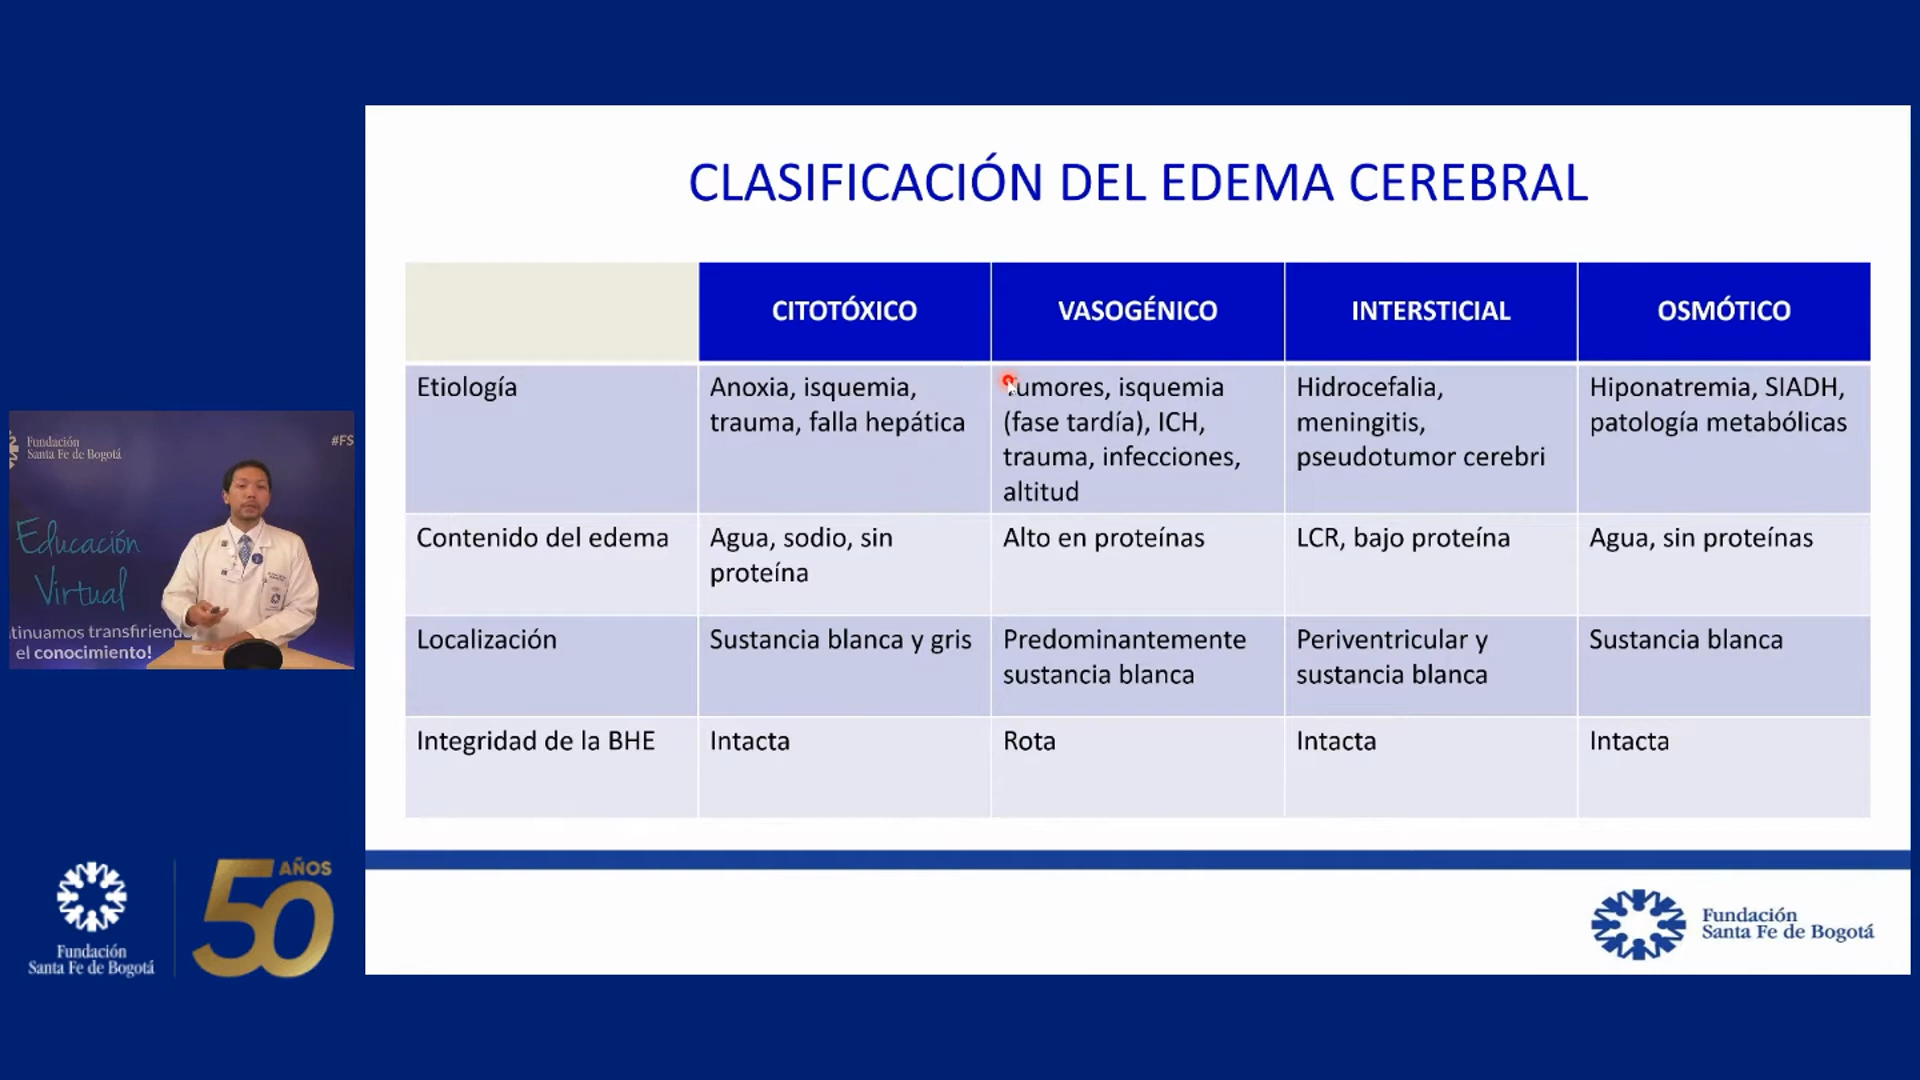 CLASIFICACIÓN DEL EDEMA CEREBRAL
CITOTÓXICO
VASOGÉNICO
INTERSTICIAL
OSMÓTICO
Etiología
Anoxia, isquemia,
trauma, falla hepática
Tumores, isquemia
(fase tardía), ICH,
trauma, infecciones,
altitud
Hidrocefalia,
meningitis,
pseudotumor cerebri
Hiponatremia, SIADH,
patología metabólicas
Contenido del edema
Agua, sodio, sin
proteína
Alto en proteínas
LCR, bajo proteína
Agua, sin proteínas
Localización
Sustancia blanca y gris
Predominantemente
sustancia blanca
Periventricular y
sustancia blanca
Sustancia blanca
Integridad de la BHE
Intacta
Rota
Intacta
Intacta
Fundación
Santa Fe de Bogotá
#FS
Educación
Virtual
tinuamos transfiriend
el conocimiento!
Fundación
Santa Fe de Bogotá
50 AÑOS
Fundación
Santa Fe de Bogotá